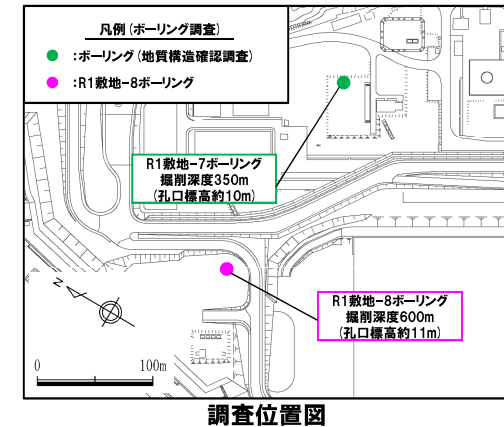 凡例(ボーリング調査)
:ボーリング(地質構造確認調査)
:R1敷地-8ボーリング
R1敷地-7ボーリング
掘削深度350m
(孔口標高約10m)
R1敷地-8ボーリング
掘削深度600m
(孔口標高約11m)
N
0 100m
調査位置図